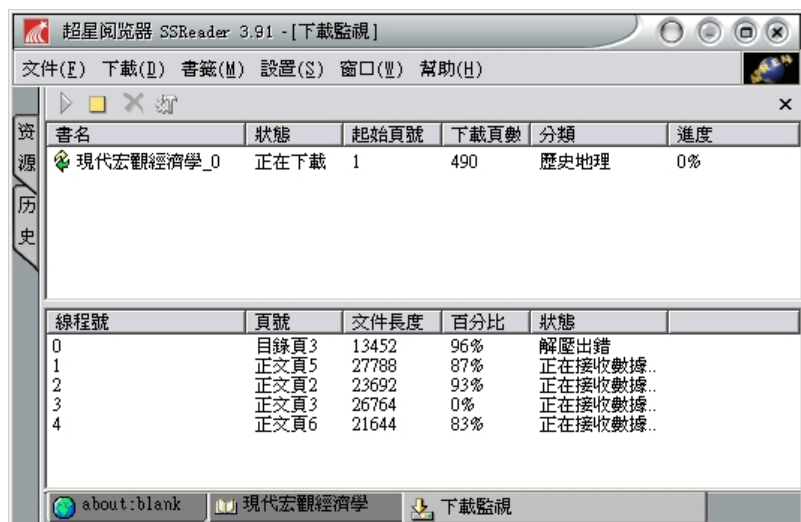 超星阅览器 SSReader 3.91 -[下載監視]
文件(F) 下載(D) 書籤(M) 設置(S) 窗口(W) 幫助(H)
资源
历史
書名 狀態 起始頁號 下載頁數 分類 進度
現代宏觀經濟學_0 正在下載 1 490 歷史地理 0%
線程號 頁號 文件長度 百分比 狀態
0 目錄頁3 13452 96% 解壓出錯
1 正文頁5 27788 87% 正在接收數據..
2 正文頁2 23692 93% 正在接收數據..
3 正文頁3 26764 0% 正在接收數據..
4 正文頁6 21644 83% 正在接收數據..
about:blank 現代宏觀經濟學 下載監視